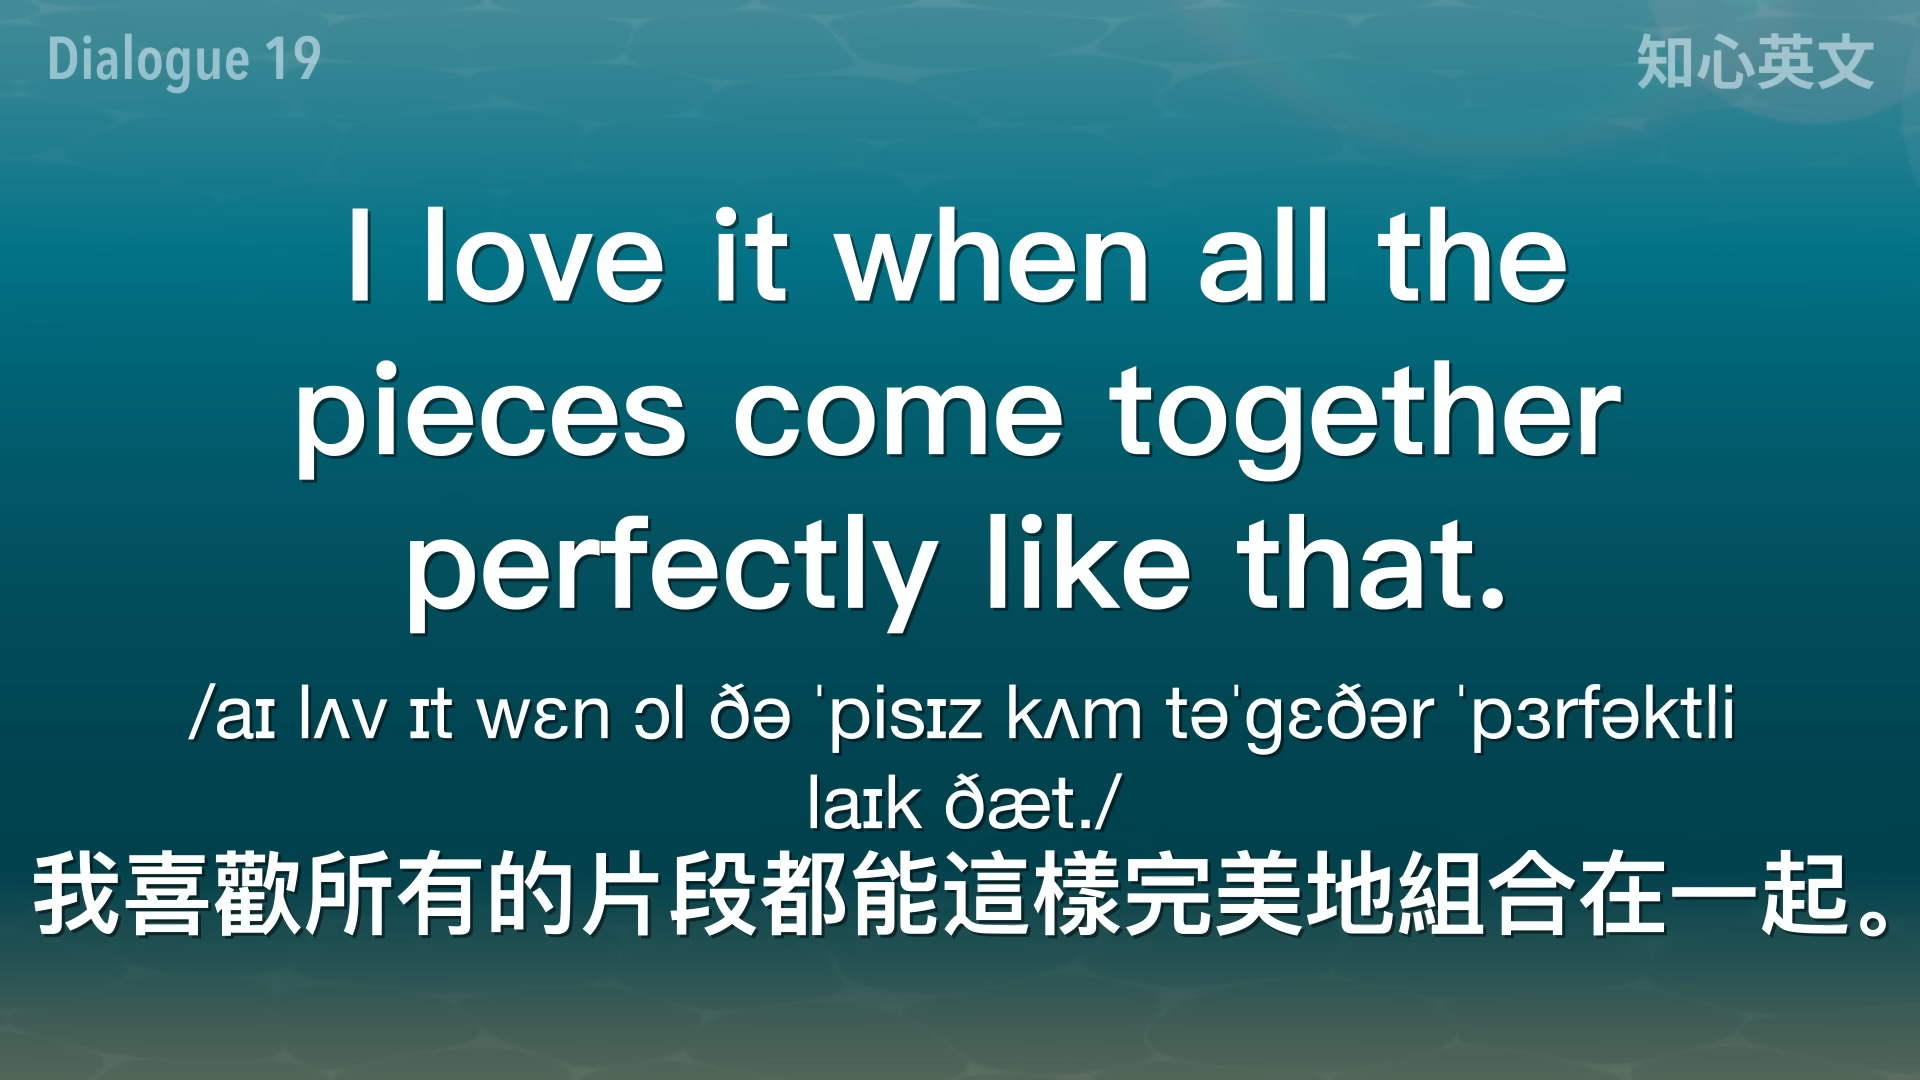 Dialogue 19
知心英文
I love it when all the
pieces come together
perfectly like that.
/aɪ lʌv ɪt wɛn ɔl ðə ˈpisɪz kʌm təˈgɛðər ˈpɜrfəktli
laɪk ðæt./
我喜歡所有的片段都能這樣完美地組合在一起。